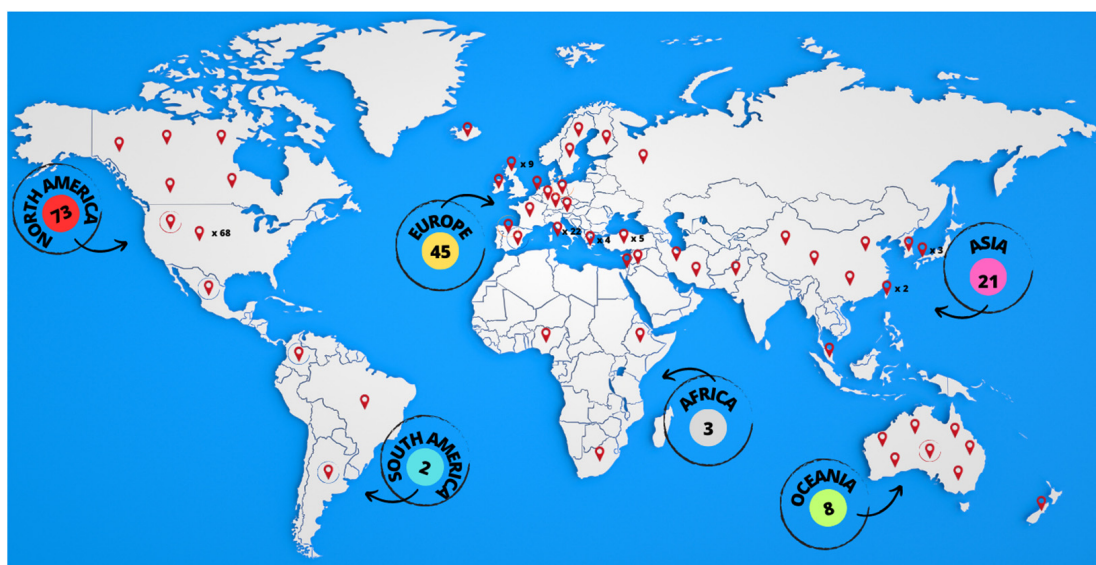 NORTH AMERICA
73
x 68
SOUTH AMERICA
2
EUROPE
45
x 9
x 22
x 4
x 5
AFRICA
3
ASIA
21
x 3
x 2
OCEANIA
8